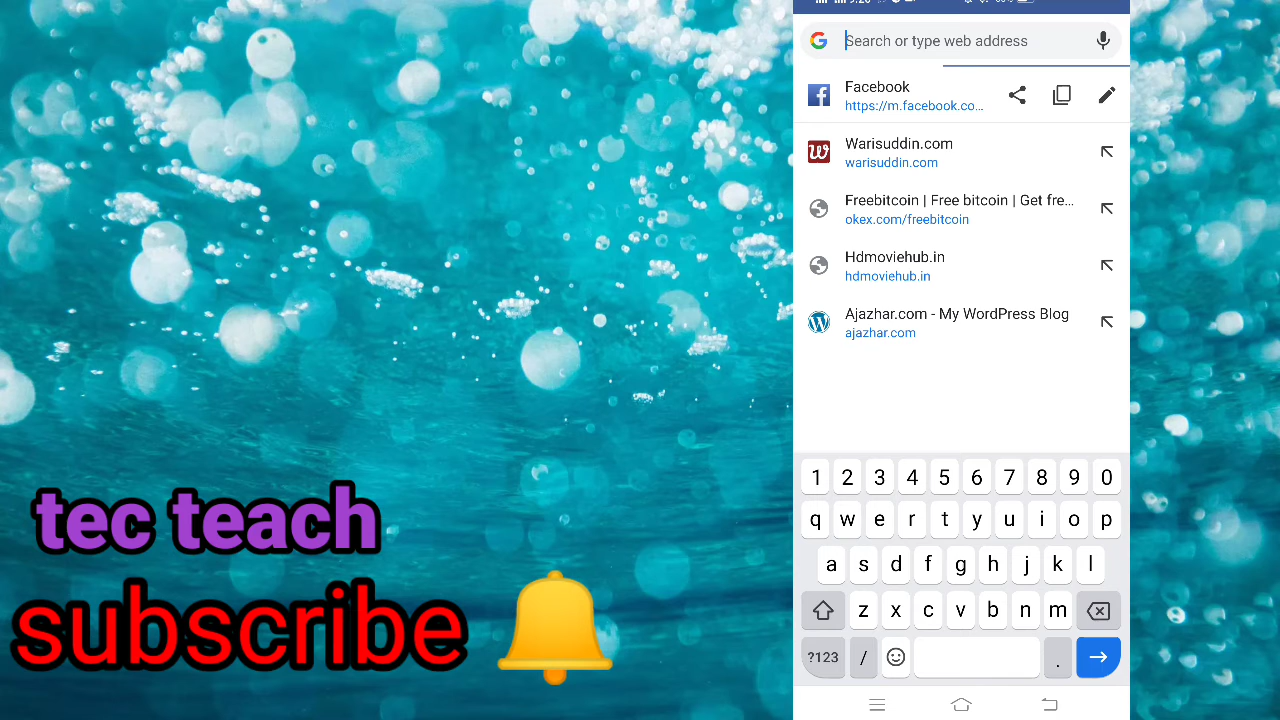 Search or type web address
Facebook
https://m.facebook.co...
Warisuddin.com
warisuddin.com
Freebitcoin | Free bitcoin | Get fre...
okex.com/freebitcoin
Hdmoviehub.in
hdmoviehub.in
Ajazhar.com - My WordPress Blog
ajazhar.com
1 2 3 4 5 6 7 8 9 0
q w e r t y u i o p
a s d f g h j k l
z x c v b n m
?123 / .
tec teach
subscribe